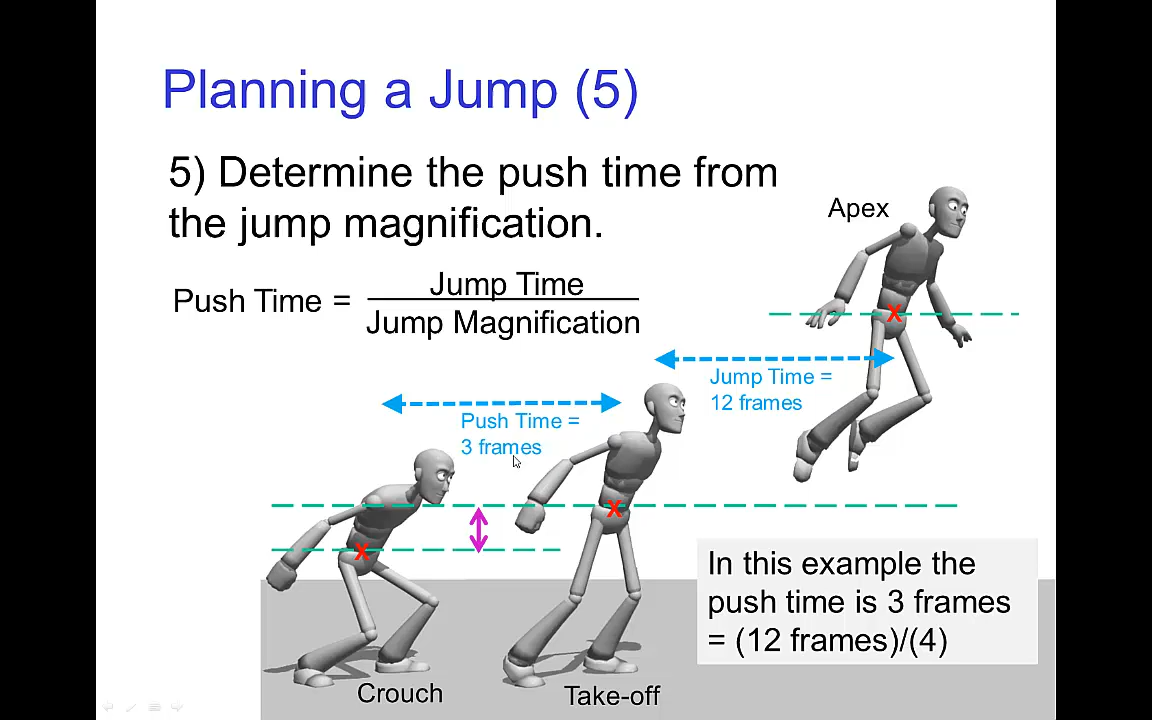 Planning a Jump (5)
5) Determine the push time from
the jump magnification.
Push Time =
Jump Time
Jump Magnification
Apex
Jump Time =
12 frames
Push Time =
3 frames
X
X
X
In this example the
push time is 3 frames
= (12 frames)/(4)
Crouch
Take-off